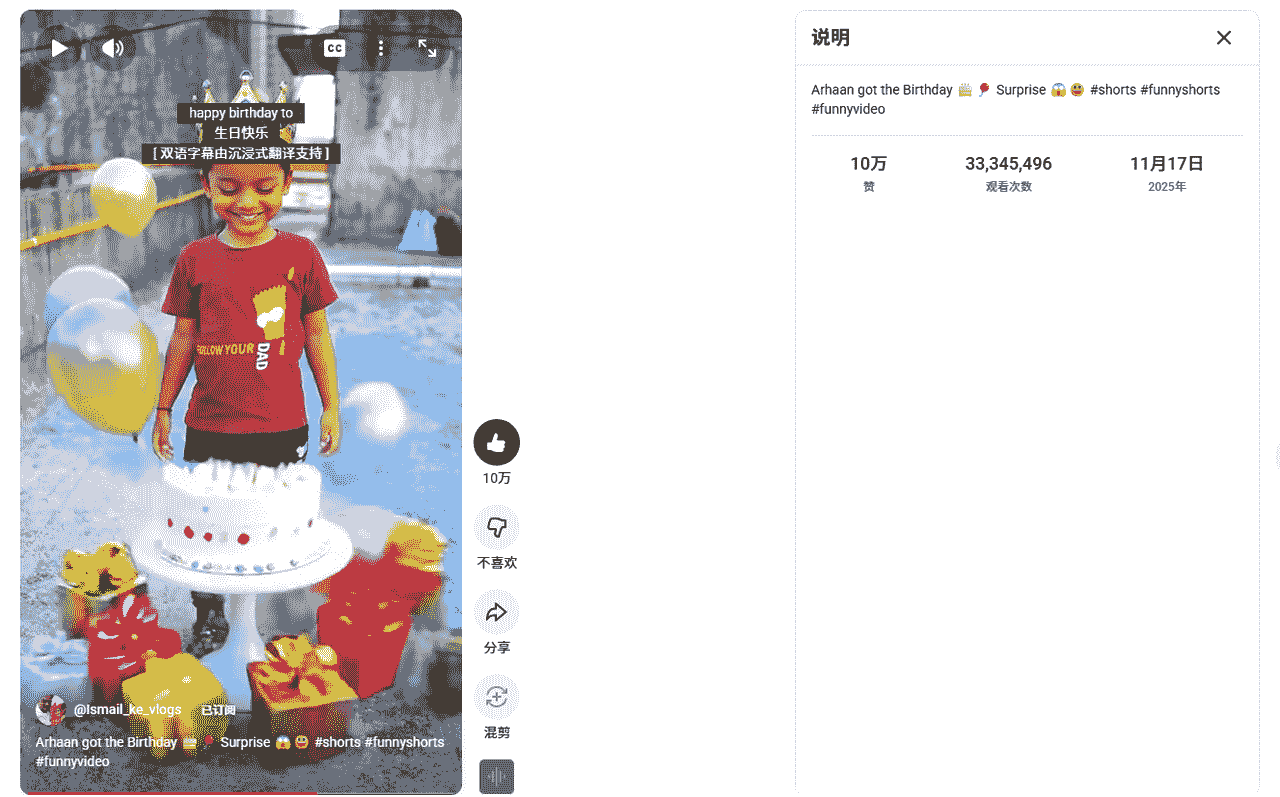 CC
happy birthday to
生日快乐
[ 双语字幕由沉浸式翻译支持 ]
FOLLOW YOUR
DAD
10万
不喜欢
分享
混剪
@Ismail_ke_vlogs 已订阅
Arhaan got the Birthday 🎂 🎈 Surprise 😱 😃 #shorts #funnyshorts
#funnyvideo
说明
Arhaan got the Birthday 🎂 🎈 Surprise 😱 😃 #shorts #funnyshorts
#funnyvideo
10万 33,345,496 11月17日
赞 观看次数 2025年